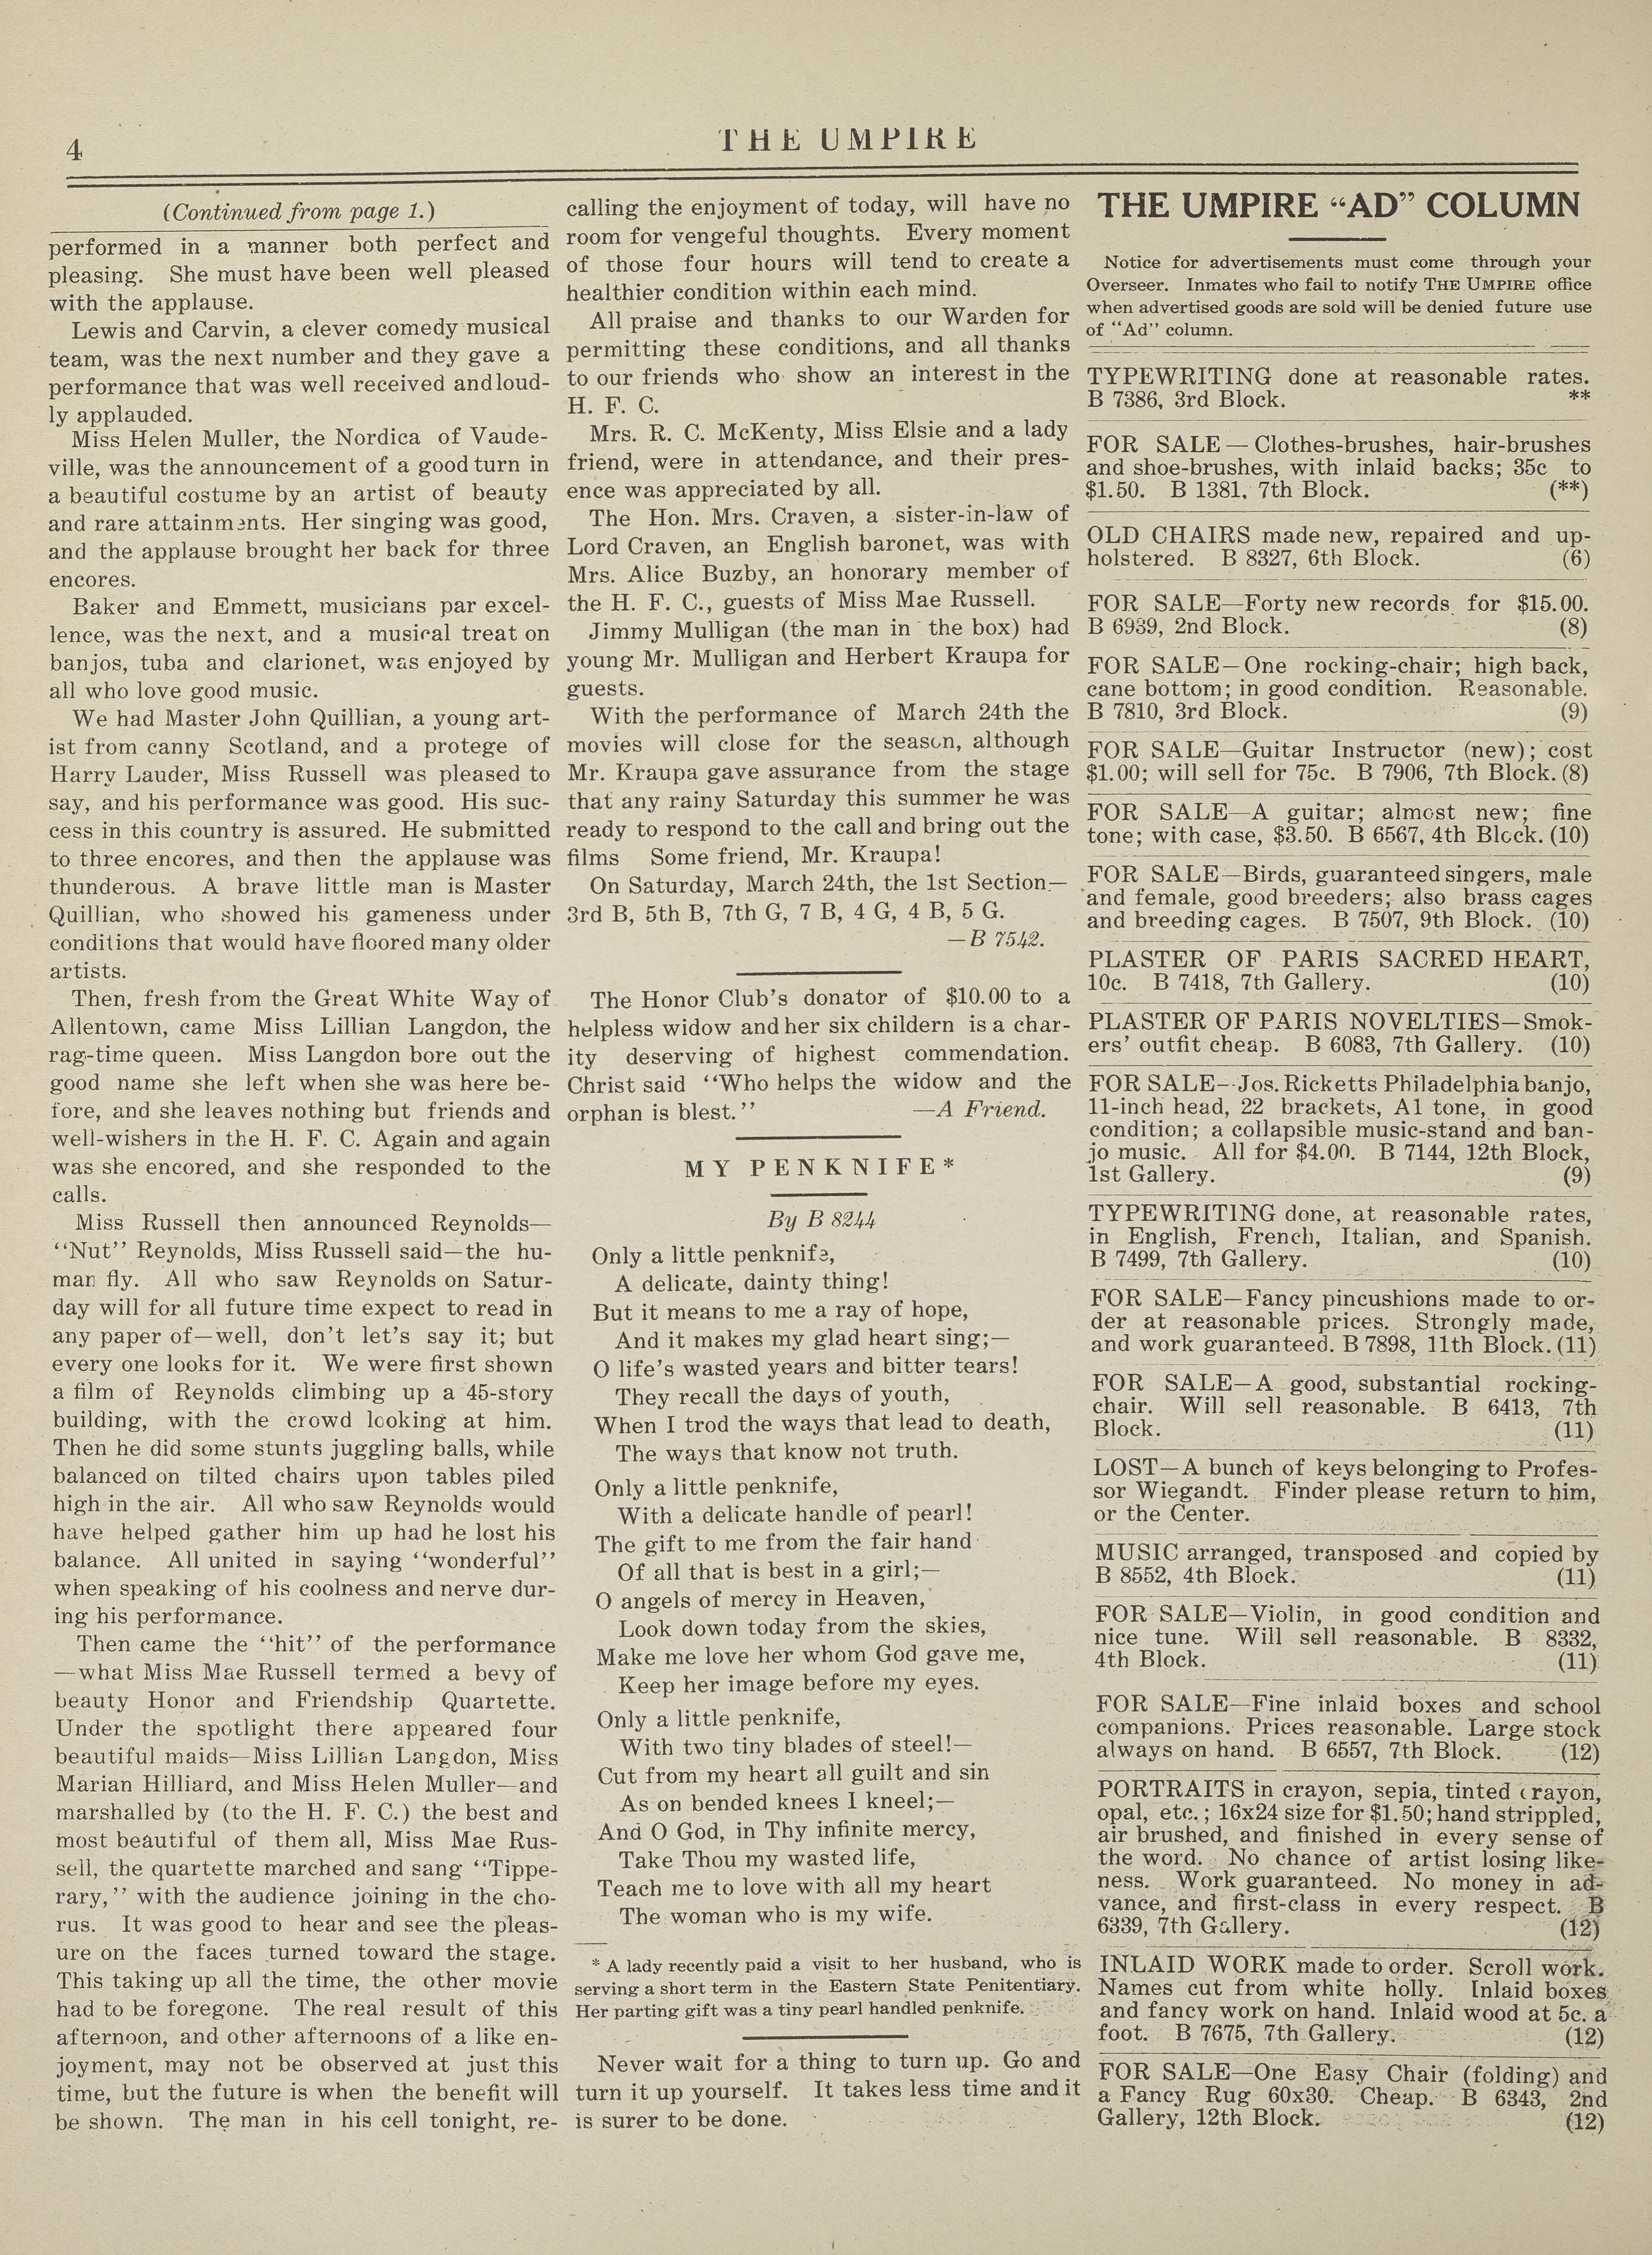 4
THE UMPIRE
(Continued from page 1.)
performed in a manner both perfect and
pleasing. She must have been well pleased
with the applause.
Lewis and Carvin, a clever comedy musical
team, was the next number and they gave a
performance that was well received and loud-
ly applauded.
Miss Helen Muller, the Nordica of Vaude-
ville, was the announcement of a good turn in
a beautiful costume by an artist of beauty
and rare attainments. Her singing was good,
and the applause brought her back for three
encores.
Baker and Emmett, musicians par excel-
lence, was the next, and a musical treat on
banjos, tuba and clarionet, was enjoyed by
all who love good music.
We had Master John Quillian, a young art-
ist from canny Scotland, and a protege of
Harry Lauder, Miss Russell was pleased to
say, and his performance was good. His suc-
cess in this country is assured. He submitted
to three encores, and then the applause was
thunderous. A brave little man is Master
Quillian, who showed his gameness under
conditions that would have floored many older
artists.
Then, fresh from the Great White Way of
Allentown, came Miss Lillian Langdon, the
rag-time queen. Miss Langdon bore out the
good name she left when she was here be-
fore, and she leaves nothing but friends and
well-wishers in the H. F. C. Again and again
was she encored, and she responded to the
calls.
Miss Russell then announced Reynolds—
"Nut" Reynolds, Miss Russell said—the hu-
man fly. All who saw Reynolds on Satur-
day will for all future time expect to read in
any paper of—well, don't let's say it; but
every one looks for it. We were first shown
a film of Reynolds climbing up a 45-story
building, with the crowd looking at him.
Then he did some stunts juggling balls, while
balanced on tilted chairs upon tables piled
high in the air. All who saw Reynolds would
have helped gather him up had he lost his
balance. All united in saying "wonderful"
when speaking of his coolness and nerve dur-
ing his performance.
Then came the "hit" of the performance
—what Miss Mae Russell termed a bevy of
beauty Honor and Friendship Quartette.
Under the spotlight there appeared four
beautiful maids—Miss Lillian Langdon, Miss
Marian Hilliard, and Miss Helen Muller—and
marshalled by (to the H. F. C.) the best and
most beautiful of them all, Miss Mae Rus-
sell, the quartette marched and sang "Tippe-
rary," with the audience joining in the cho-
rus. It was good to hear and see the pleas-
ure on the faces turned toward the stage.
This taking up all the time, the other movie
had to be foregone. The real result of this
afternoon, and other afternoons of a like en-
joyment, may not be observed at just this
time, but the future is when the benefit will
be shown. The man in his cell tonight, re-
calling the enjoyment of today, will have no
room for vengeful thoughts. Every moment
of those four hours will tend to create a
healthier condition within each mind.
All praise and thanks to our Warden for
permitting these conditions, and all thanks
to our friends who show an interest in the
H. F. C.
Mrs. R. C. McKenty, Miss Elsie and a lady
friend, were in attendance, and their pres-
ence was appreciated by all.
The Hon. Mrs. Craven, a sister-in-law of
Lord Craven, an English baronet, was with
Mrs. Alice Buzby, an honorary member of
the H. F. C., guests of Miss Mae Russell.
Jimmy Mulligan (the man in the box) had
young Mr. Mulligan and Herbert Kraupa for
guests.
With the performance of March 24th the
movies will close for the season, although
Mr. Kraupa gave assurance from the stage
that any rainy Saturday this summer he was
ready to respond to the call and bring out the
films Some friend, Mr. Kraupa!
On Saturday, March 24th, the 1st Section—
3rd B, 5th B, 7th G, 7 B, 4 G, 4 B, 5 G.
—B 7542.
The Honor Club's donator of $10.00 to a
helpless widow and her six childern is a char-
ity deserving of highest commendation.
Christ said "Who helps the widow and the
orphan is blest." —A Friend.
MY PENKNIFE*
By B 8244
Only a little penknife,
A delicate, dainty thing!
But it means to me a ray of hope,
And it makes my glad heart sing;—
O life's wasted years and bitter tears!
They recall the days of youth,
When I trod the ways that lead to death,
The ways that know not truth.
Only a little penknife,
With a delicate handle of pearl!
The gift to me from the fair hand
Of all that is best in a girl;—
O angels of mercy in Heaven,
Look down today from the skies,
Make me love her whom God gave me,
Keep her image before my eyes.
Only a little penknife,
With two tiny blades of steel!—
Cut from my heart all guilt and sin
As on bended knees I kneel;—
And O God, in Thy infinite mercy,
Take Thou my wasted life,
Teach me to love with all my heart
The woman who is my wife.
* A lady recently paid a visit to her husband, who is
serving a short term in the Eastern State Penitentiary.
Her parting gift was a tiny pearl handled penknife.
Never wait for a thing to turn up. Go and
turn it up yourself. It takes less time and it
is surer to be done.
THE UMPIRE "AD" COLUMN
Notice for advertisements must come through your
Overseer. Inmates who fail to notify THE UMPIRE office
when advertised goods are sold will be denied future use
of "Ad" column.
TYPEWRITING done at reasonable rates.
B 7386, 3rd Block. **
FOR SALE—Clothes-brushes, hair-brushes
and shoe-brushes, with inlaid backs; 35c to
$1.50. B 1381, 7th Block. (**)
OLD CHAIRS made new, repaired and up-
holstered. B 8327, 6th Block. (6)
FOR SALE—Forty new records for $15.00.
B 6939, 2nd Block. (8)
FOR SALE—One rocking-chair; high back,
cane bottom; in good condition. Reasonable.
B 7810, 3rd Block. (9)
FOR SALE—Guitar Instructor (new); cost
$1.00; will sell for 75c. B 7906, 7th Block. (8)
FOR SALE—A guitar; almost new; fine
tone; with case, $3.50. B 6567, 4th Block. (10)
FOR SALE—Birds, guaranteed singers, male
and female, good breeders; also brass cages
and breeding cages. B 7507, 9th Block. (10)
PLASTER OF PARIS SACRED HEART,
10c. B 7418, 7th Gallery. (10)
PLASTER OF PARIS NOVELTIES—Smok-
ers' outfit cheap. B 6083, 7th Gallery. (10)
FOR SALE—Jos. Ricketts Philadelphia banjo,
11-inch head, 22 brackets, A1 tone, in good
condition; a collapsible music-stand and ban-
jo music. All for $4.00. B 7144, 12th Block,
1st Gallery. (9)
TYPEWRITING done, at reasonable rates,
in English, French, Italian, and Spanish.
B 7499, 7th Gallery. (10)
FOR SALE—Fancy pincushions made to or-
der at reasonable prices. Strongly made,
and work guaranteed. B 7898, 11th Block. (11)
FOR SALE—A good, substantial rocking-
chair. Will sell reasonable. B 6413, 7th
Block. (11)
LOST—A bunch of keys belonging to Profes-
sor Wiegandt. Finder please return to him,
or the Center.
MUSIC arranged, transposed and copied by
B 8552, 4th Block. (11)
FOR SALE—Violin, in good condition and
nice tune. Will sell reasonable. B 8332,
4th Block. (11)
FOR SALE—Fine inlaid boxes and school
companions. Prices reasonable. Large stock
always on hand. B 6557, 7th Block. (12)
PORTRAITS in crayon, sepia, tinted crayon,
opal, etc.; 16x24 size for $1.50; hand strippled,
air brushed, and finished in every sense of
the word. No chance of artist losing like-
ness. Work guaranteed. No money in ad-
vance, and first-class in every respect. B
6339, 7th Gallery. (12)
INLAID WORK made to order. Scroll work.
Names cut from white holly. Inlaid boxes
and fancy work on hand. Inlaid wood at 5c. a
foot. B 7675, 7th Gallery. (12)
FOR SALE—One Easy Chair (folding) and
a Fancy Rug 60x30. Cheap. B 6343, 2nd
Gallery, 12th Block. (12)